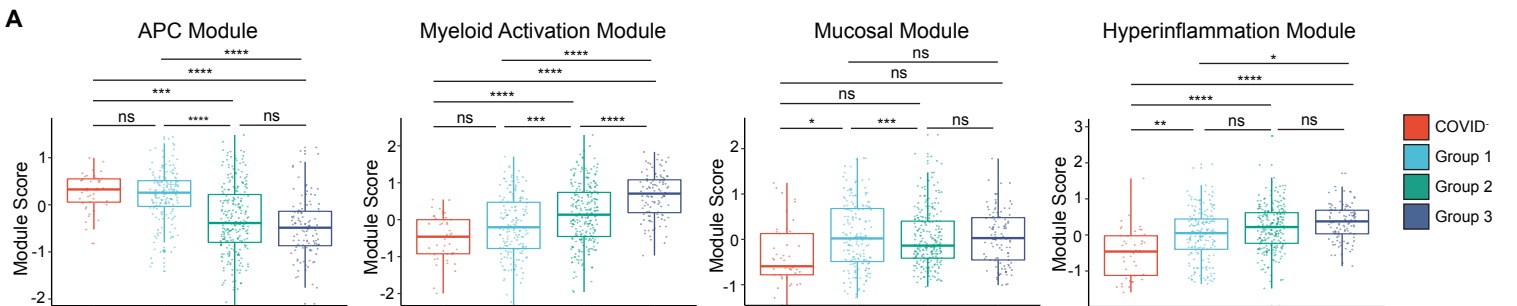 A
APC Module
Myeloid Activation Module
Mucosal Module
Hyperinflammation Module
Module Score
1
0
-1
-2
****
****
***
ns
****
ns
Module Score
2
1
0
-1
-2
****
****
****
ns
***
****
Module Score
2
1
0
-1
ns
ns
ns
*
***
ns
Module Score
3
2
1
0
-1
*
****
****
**
ns
ns
COVID-
Group 1
Group 2
Group 3